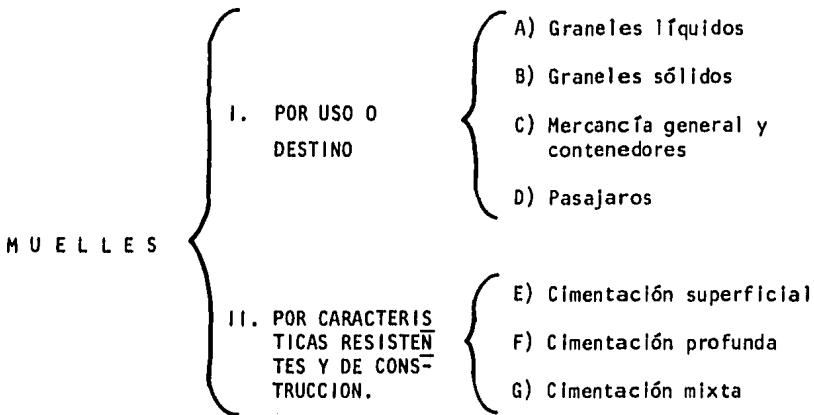 MUELLES
I. POR USO O
DESTINO
A) Graneles líquidos
B) Graneles sólidos
C) Mercancía general y
contenedores
D) Pasajaros
II. POR CARACTERIS
TICAS RESISTEN
TES Y DE CONS-
TRUCCION.
E) Cimentación superficial
F) Cimentación profunda
G) Cimentación mixta